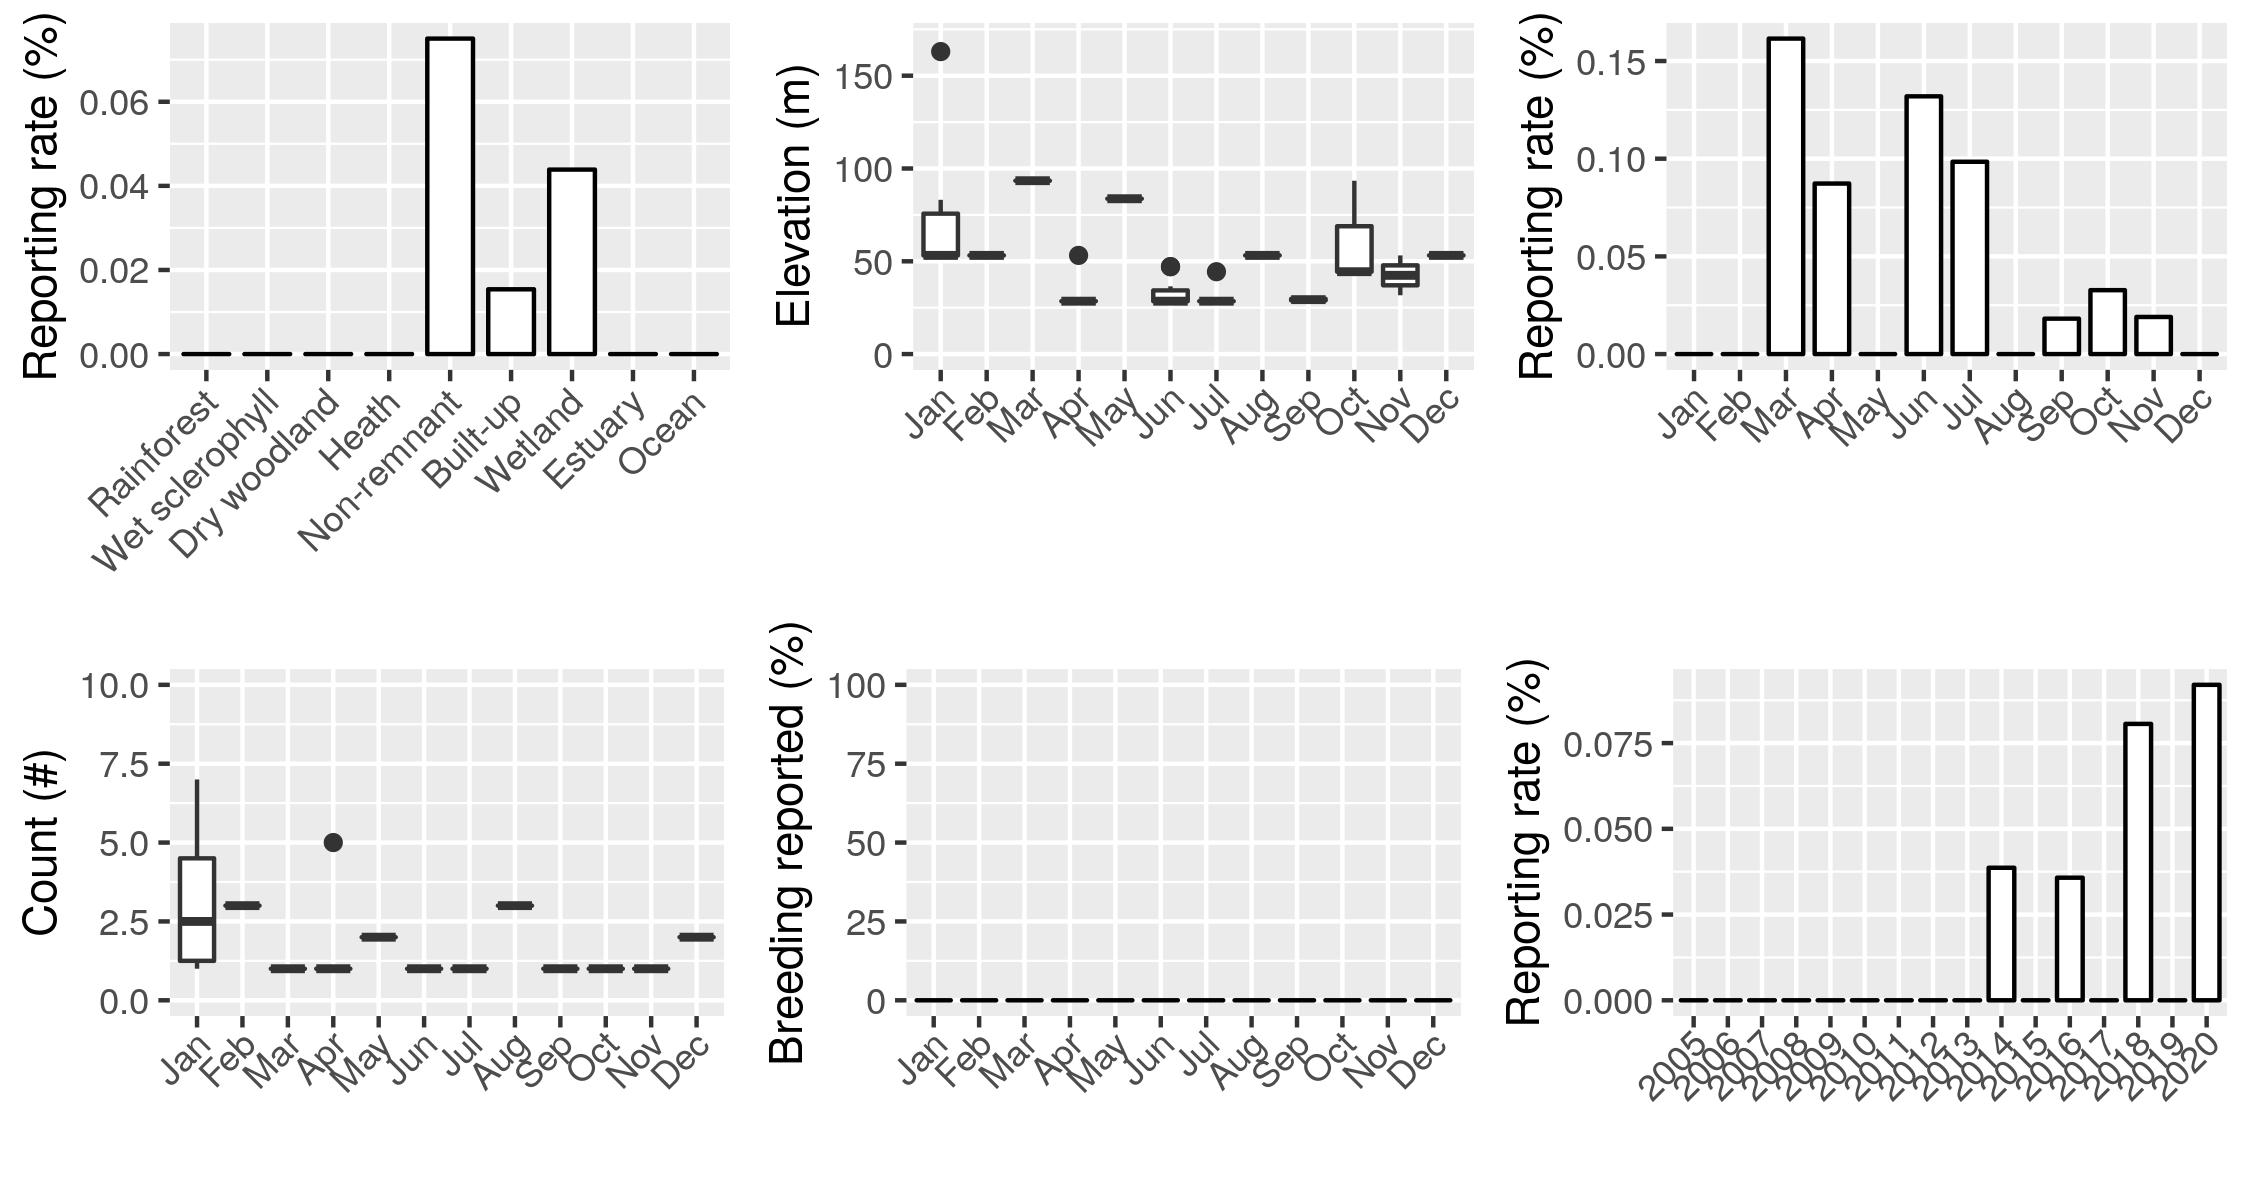 Reporting rate (%)
0.06
0.04
0.02
0.00
Rainforest
Wet sclerophyll
Dry woodland
Heath
Non-remnant
Built-up
Wetland
Estuary
Ocean
Elevation (m)
150
100
50
0
Jan
Feb
Mar
Apr
May
Jun
Jul
Aug
Sep
Oct
Nov
Dec
Reporting rate (%)
0.15
0.10
0.05
0.00
Jan
Feb
Mar
Apr
May
Jun
Jul
Aug
Sep
Oct
Nov
Dec
Count (#)
10.0
7.5
5.0
2.5
0.0
Jan
Feb
Mar
Apr
May
Jun
Jul
Aug
Sep
Oct
Nov
Dec
Breeding reported (%)
100
75
50
25
0
Jan
Feb
Mar
Apr
May
Jun
Jul
Aug
Sep
Oct
Nov
Dec
Reporting rate (%)
0.075
0.050
0.025
0.000
2005
2006
2007
2008
2009
2010
2011
2012
2013
2014
2015
2016
2017
2018
2019
2020